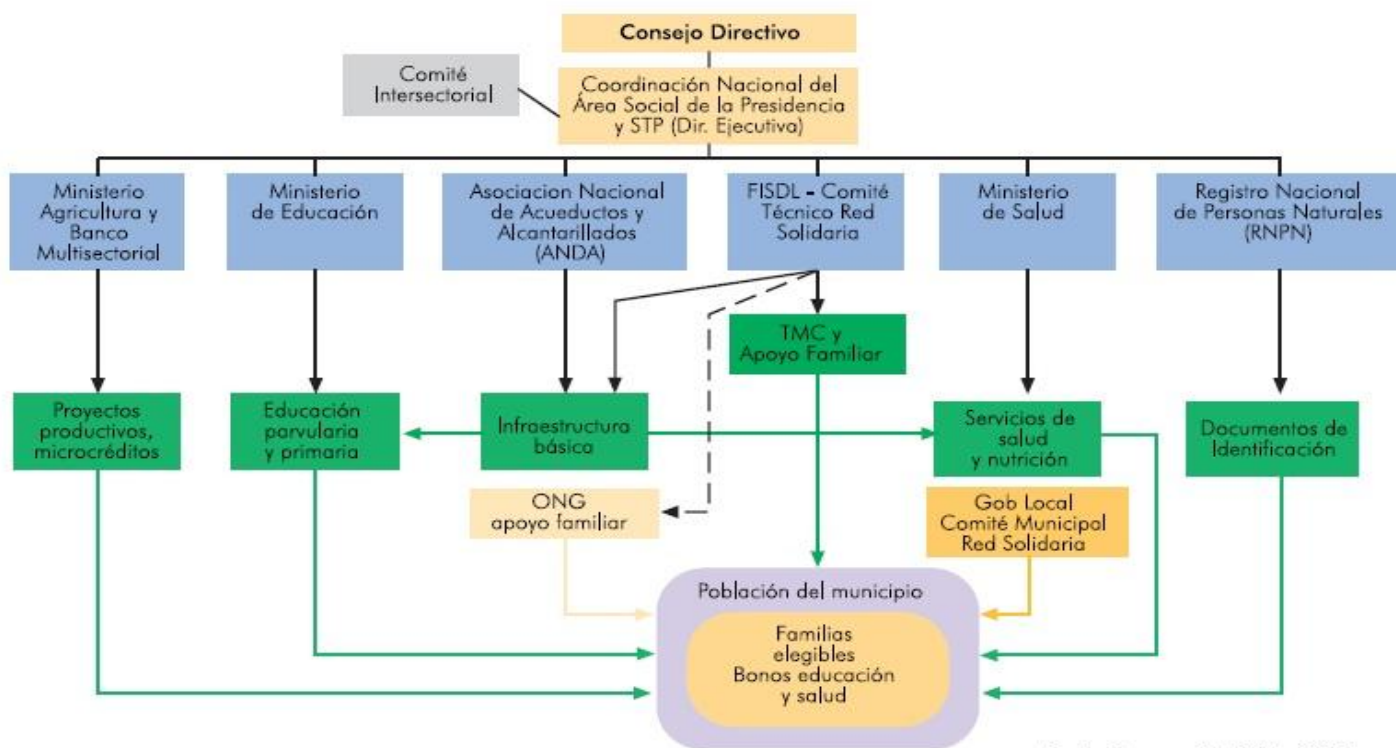 Consejo Directivo
Comité
Intersectorial
Coordinación Nacional del
Área Social de la Presidencia
y STP (Dir. Ejecutiva)
Ministerio
Agricultura y
Banco
Multisectorial
Ministerio
de Educación
Asociacion Nacional
de Acueductos y
Alcantarillados
(ANDA)
FISDL - Comité
Técnico Red
Solidaria
Ministerio
de Salud
Registro Nacional
de Personas Naturales
(RNPN)
TMC y
Apoyo Familiar
Proyectos
productivos,
microcréditos
Educación
parvularia
y primaria
Infraestructura
básica
Servicios de
salud
y nutrición
Documentos de
Identificación
ONG
apoyo familiar
Gob Local
Comité Municipal
Red Solidaria
Población del municipio
Familias
elegibles
Bonos educación
y salud